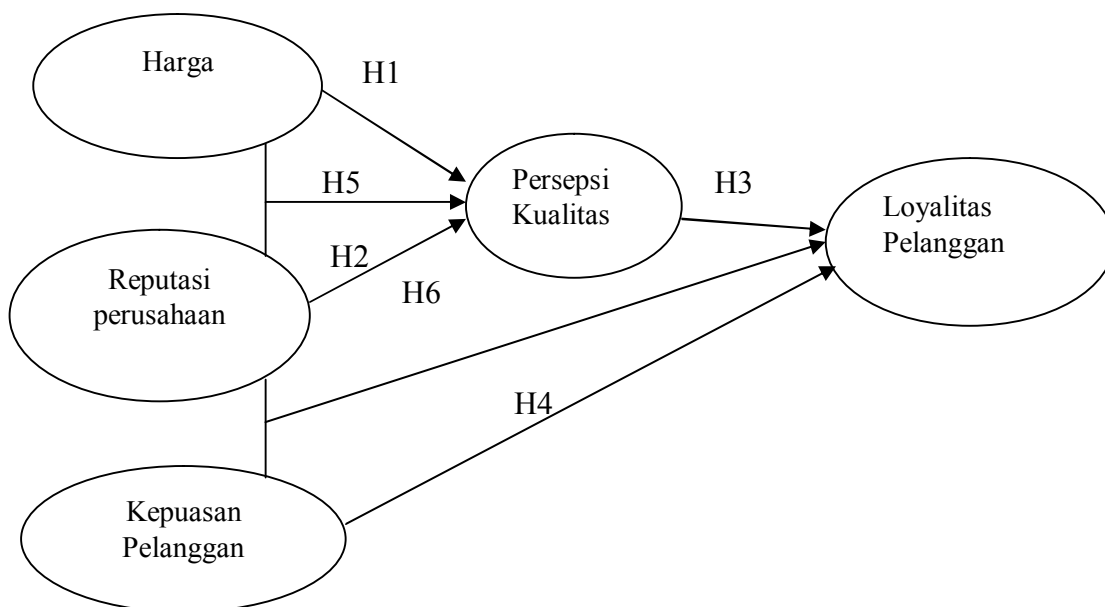 Harga
H1
H5
Persepsi
Kualitas
H3
Loyalitas
Pelanggan
H2
H6
Reputasi
perusahaan
H4
Kepuasan
Pelanggan